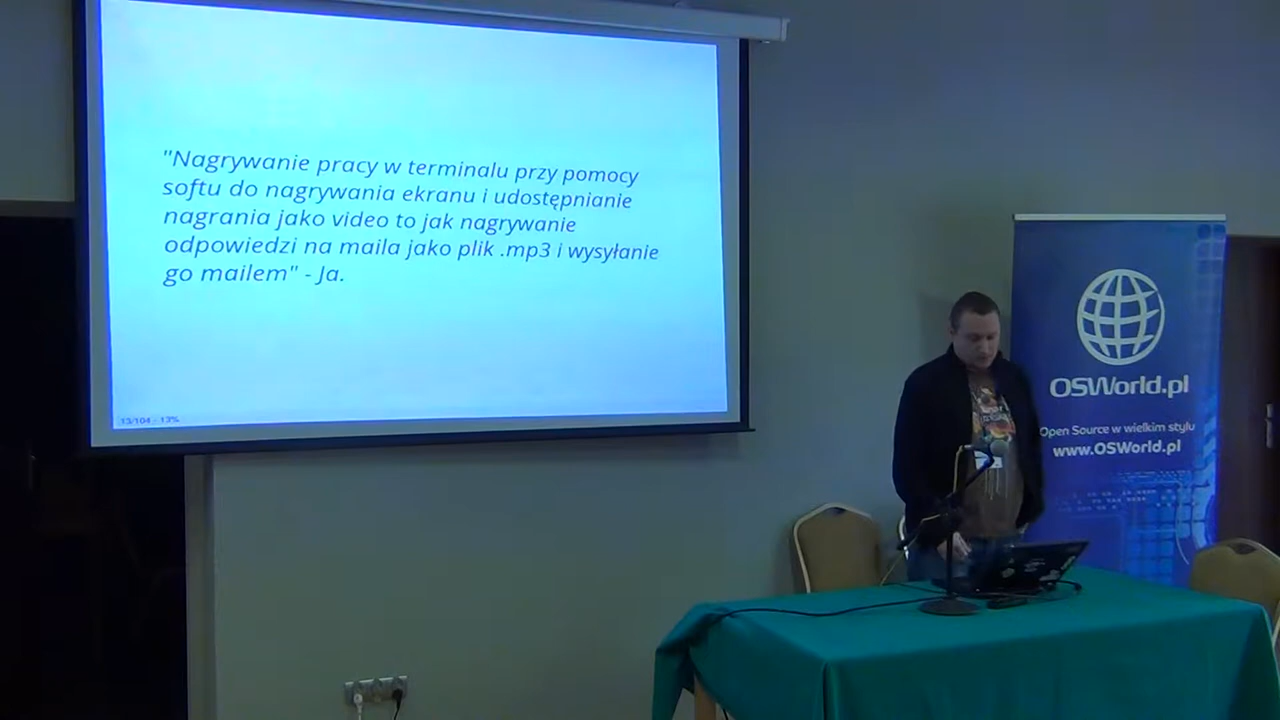 "Nagrywanie pracy w terminalu przy pomocy
softu do nagrywania ekranu i udostępnianie
nagrania jako video to jak nagrywanie
odpowiedzi na maila jako plik .mp3 i wysyłanie
go mailem" - Ja.
13/104 - 13%
OSWorld.pl
Open Source w wielkim stylu
www.OSWorld.pl